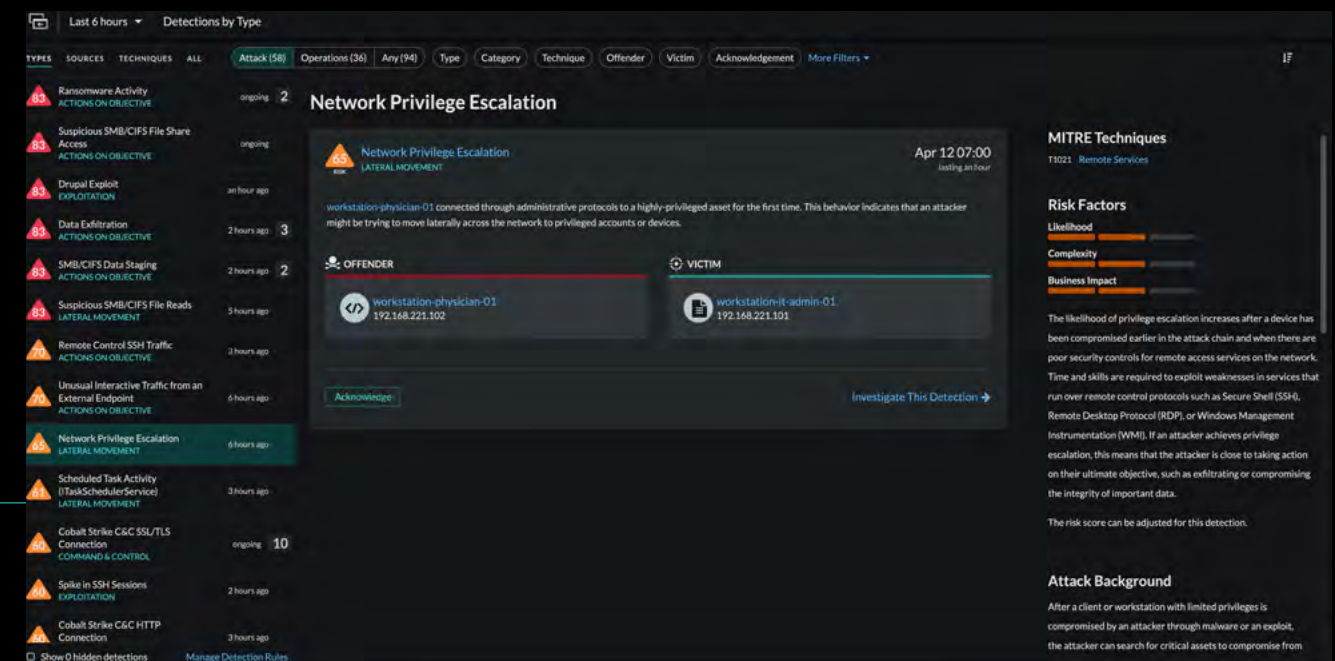 Last 6 hours
Detections by Type
TYPES SOURCES TECHNIQUES ALL
Attack (58) Operations (36) Any (94) Type Category Technique Offender Victim Acknowledgement More Filters
83 Ransomware Activity
ACTIONS ON OBJECTIVE
ongoing 2
83 Suspicious SMB/CIFS File Share
Access
ACTIONS ON OBJECTIVE
ongoing
83 Drupal Exploit
EXPLOITATION
an hour ago
83 Data Exfiltration
ACTIONS ON OBJECTIVE
2 hours ago 3
83 SMB/CIFS Data Staging
ACTIONS ON OBJECTIVE
2 hours ago 2
83 Suspicious SMB/CIFS File Reads
LATERAL MOVEMENT
5 hours ago
70 Remote Control SSH Traffic
ACTIONS ON OBJECTIVE
hours ago
70 Unusual Interactive Traffic from an
External Endpoint
ACTIONS ON OBJECTIVE
6 hours ago
65 Network Privilege Escalation
LATERAL MOVEMENT
6 hours ago
61 Scheduled Task Activity
(ITaskSchedulerService)
LATERAL MOVEMENT
3 hours ago
60 Cobalt Strike C&C SSL/TLS
Connection
COMMAND & CONTROL
ongoing 10
60 Spike in SSH Sessions
EXPLOITATION
2 hours ago
60 Cobalt Strike C&C HTTP
Connection
3 hours ago
Show 0 hidden detections
Manage Detection Rules
Network Privilege Escalation
65 RISK
Network Privilege Escalation
LATERAL MOVEMENT
Apr 12 07:00
lasting an hour
workstation-physician-01 connected through administrative protocols to a highly-privileged asset for the first time. This behavior indicates that an attacker
might be trying to move laterally across the network to privileged accounts or devices.
OFFENDER
workstation-physician-01
192.168.221.102
VICTIM
workstation-it-admin-01
192.168.221.101
Acknowledge
Investigate This Detection
MITRE Techniques
T1021 Remote Services
Risk Factors
Likelihood
Complexity
Business Impact
The likelihood of privilege escalation increases after a device has
been compromised earlier in the attack chain and when there are
poor security controls for remote access services on the network.
Time and skills are required to exploit weaknesses in services that
run over remote control protocols such as Secure Shell (SSH),
Remote Desktop Protocol (RDP), or Windows Management
Instrumentation (WMI). If an attacker achieves privilege
escalation, this means that the attacker is close to taking action
on their ultimate objective, such as exfiltrating or compromising
the integrity of important data.
The risk score can be adjusted for this detection.
Attack Background
After a client or workstation with limited privileges is
compromised by an attacker through malware or an exploit,
the attacker can search for critical assets to compromise from